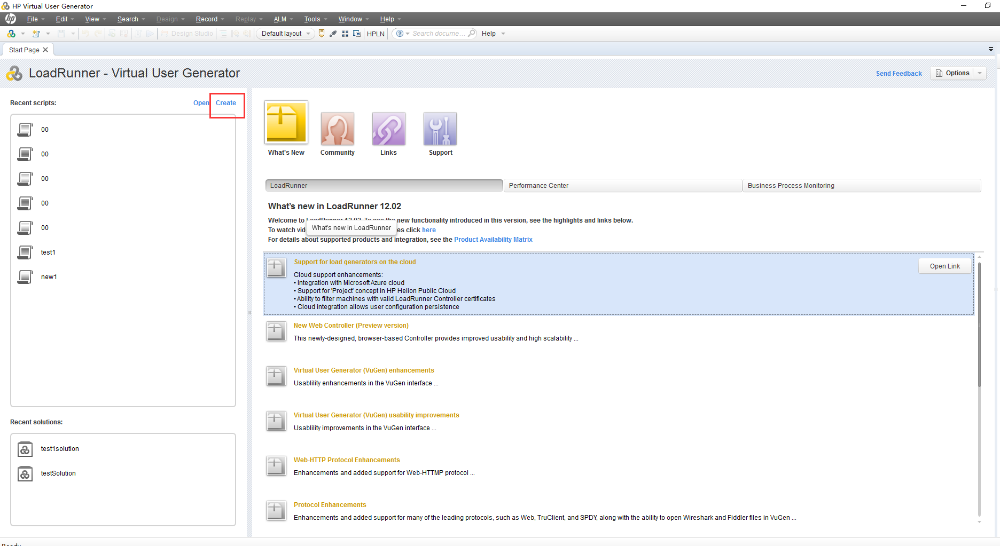 HP Virtual User Generator
hp File Edit View Search Design Record Replay ALM Tools Window Help
Design Studio Default layout HPLN ? Search docume... Help
Start Page
LoadRunner - Virtual User Generator
Send Feedback Options
Recent scripts: Open Create
00
00
00
00
00
test1
new1
Recent solutions:
test1solution
testSolution
What's New Community Links Support
LoadRunner Performance Center Business Process Monitoring
What's new in LoadRunner 12.02
Welcome to LoadRunner 12.02. To see the new functionality introduced in this version, see the highlights and links below.
To watch es click here
What's new in LoadRunner
For details about supported products and integration, see the Product Availability Matrix
Support for load generators on the cloud
Open Link
Cloud support enhancements:
• Integration with Microsoft Azure cloud
• Support for 'Project' concept in HP Helion Public Cloud
• Ability to filter machines with valid LoadRunner Controller certificates
• Cloud integration allows user configuration persistence
New Web Controller (Preview version)
This newly-designed, browser-based Controller provides improved usability and high scalability ...
Virtual User Generator (VuGen) enhancements
Usablility enhancements in the VuGen interface ...
Virtual User Generator (VuGen) usability improvements
Usablility improvements in the VuGen interface ...
Web-HTTP Protocol Enhancements
Enhancements and added support for Web-HTTMP protocol ...
Protocol Enhancements
Enhancements and added support for many of the leading protocols, such as Web, TruClient, and SPDY, along with the ability to open Wireshark and Fiddler files in VuGen ...
Ready